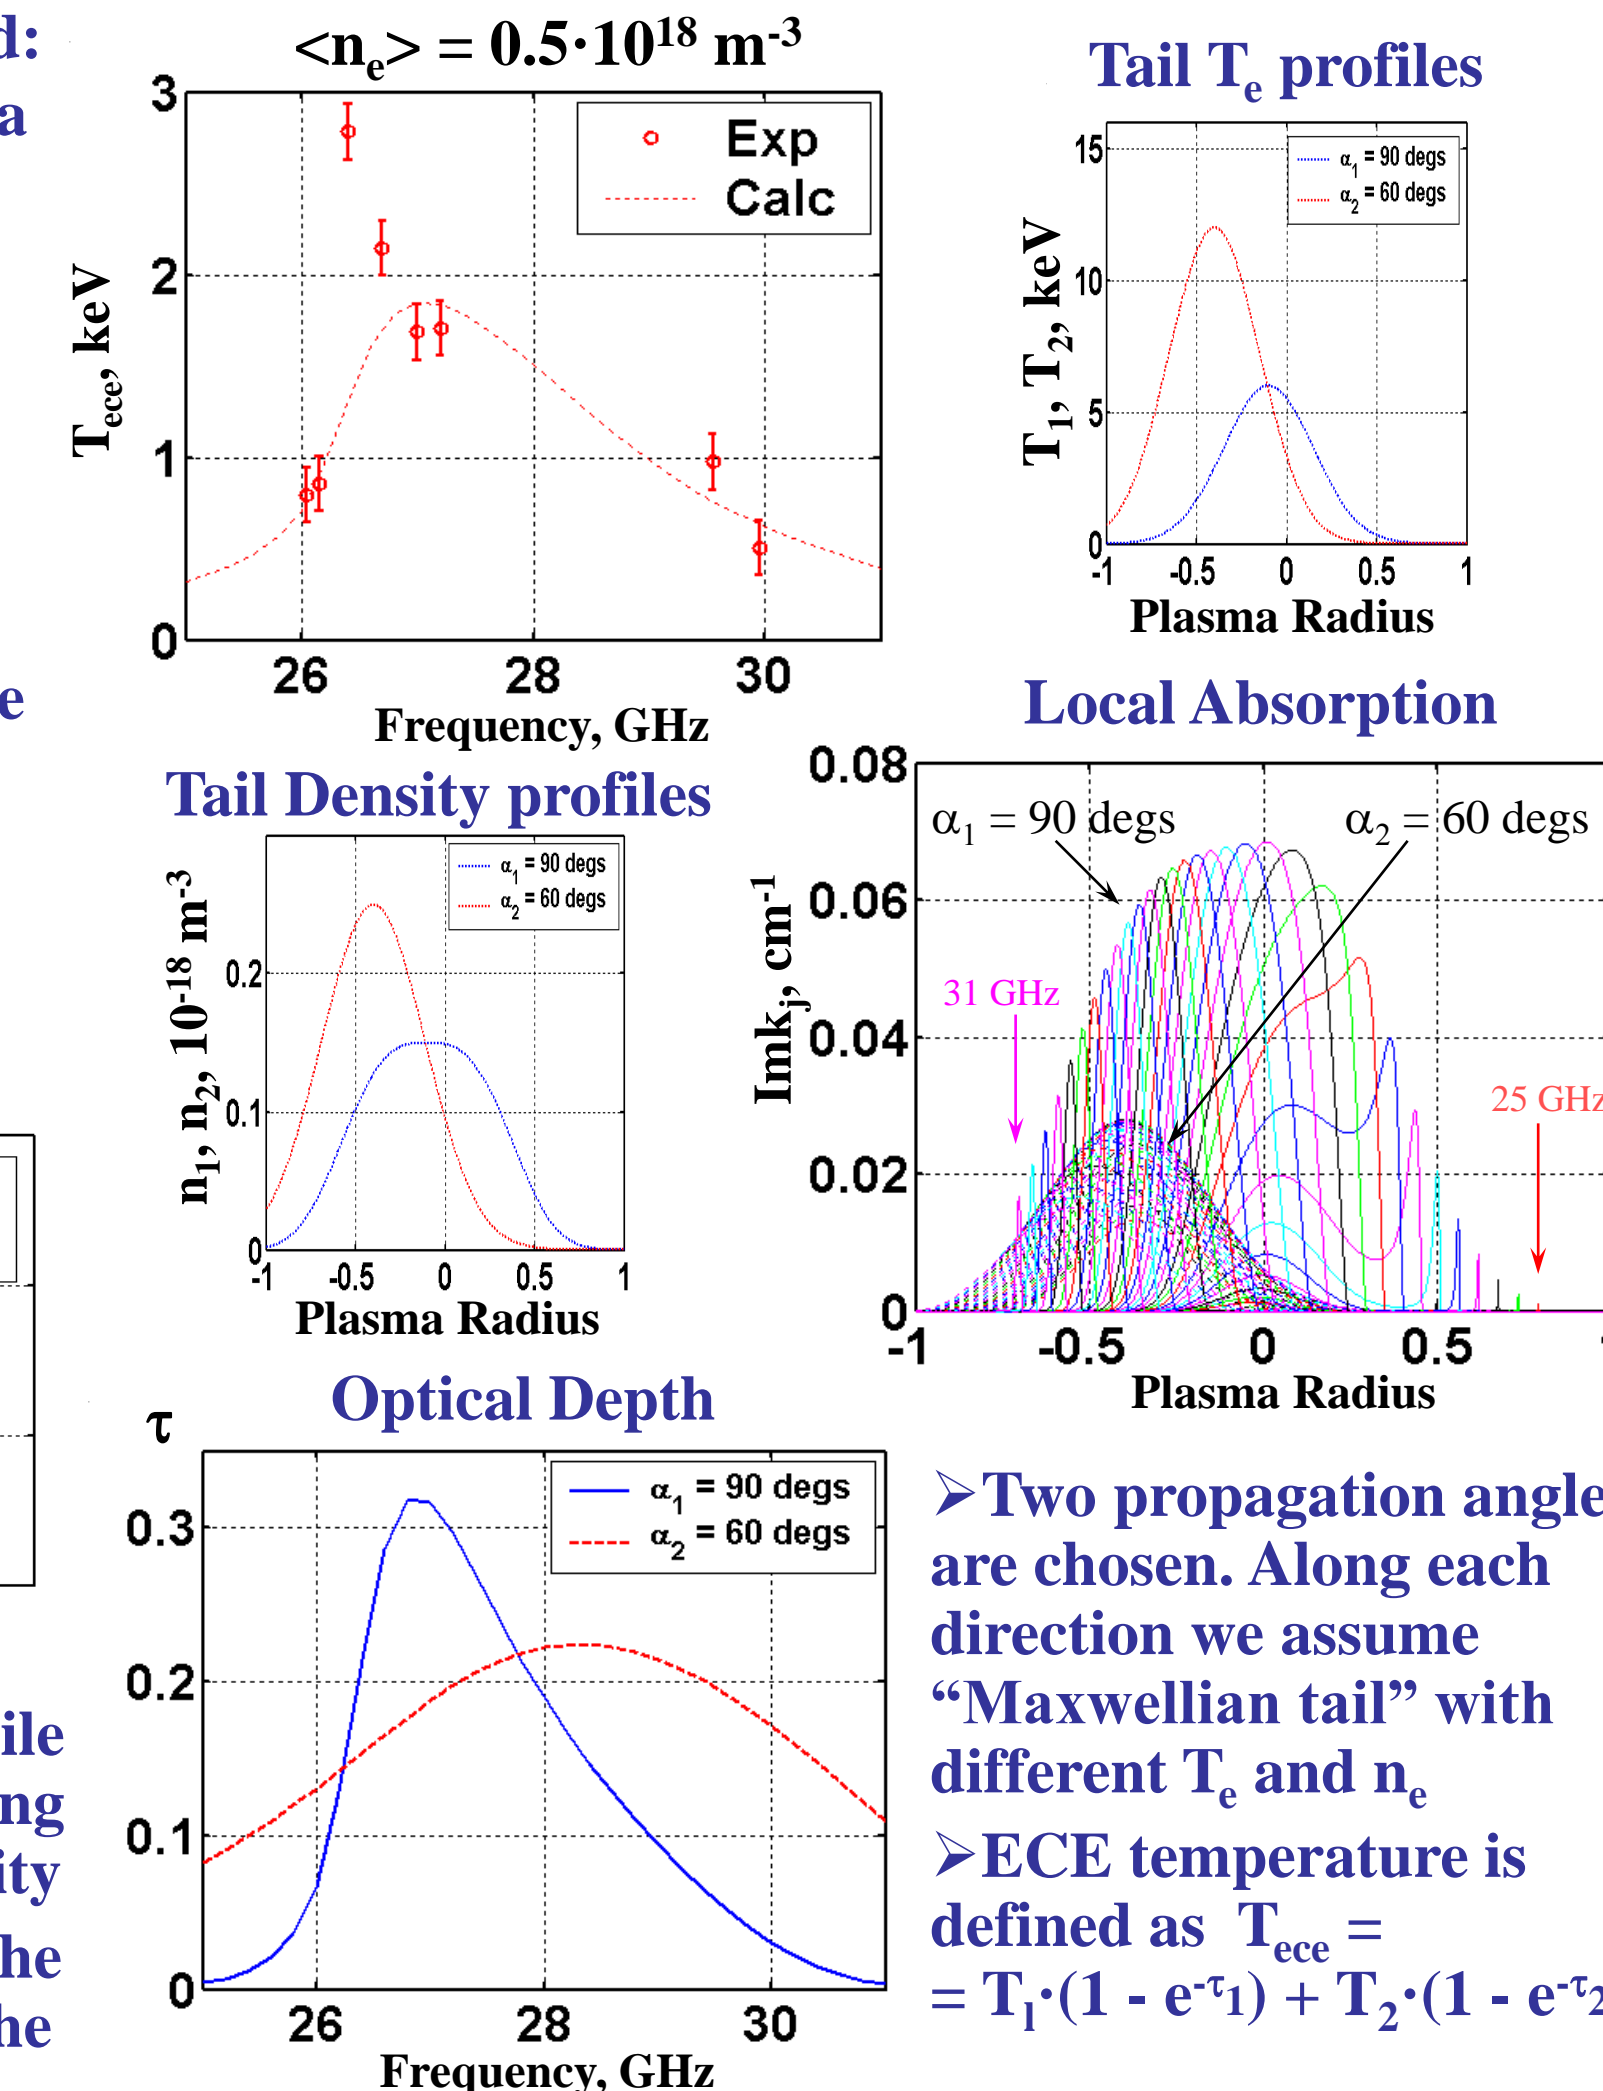 d:
a
e
ile
ng
ity
he
he
<nₑ> = 0.5·10¹⁸ m⁻³
3
2
1
0
Tₑcₑ, keV
Exp
Calc
26 28 30
Frequency, GHz
Tail Tₑ profiles
15
10
5
0
T₁, T₂, keV
α₁ = 90 degs
α₂ = 60 degs
-1 -0.5 0 0.5 1
Plasma Radius
Tail Density profiles
0.2
0.1
0
n₁, n₂, 10⁻¹⁸ m⁻³
α₁ = 90 degs
α₂ = 60 degs
-1 -0.5 0 0.5 1
Plasma Radius
Local Absorption
0.08
0.06
0.04
0.02
0
Imkⱼ, cm⁻¹
α₁ = 90 degs
α₂ = 60 degs
31 GHz
25 GHz
-1 -0.5 0 0.5
Plasma Radius
Optical Depth
τ
0.3
0.2
0.1
0
α₁ = 90 degs
α₂ = 60 degs
26 28 30
Frequency, GHz
➢Two propagation angle
are chosen. Along each
direction we assume
“Maxwellian tail” with
different Tₑ and nₑ
➢ECE temperature is
defined as Tₑcₑ =
= T₁·(1 - e^-τ1) + T₂·(1 - e^-τ2